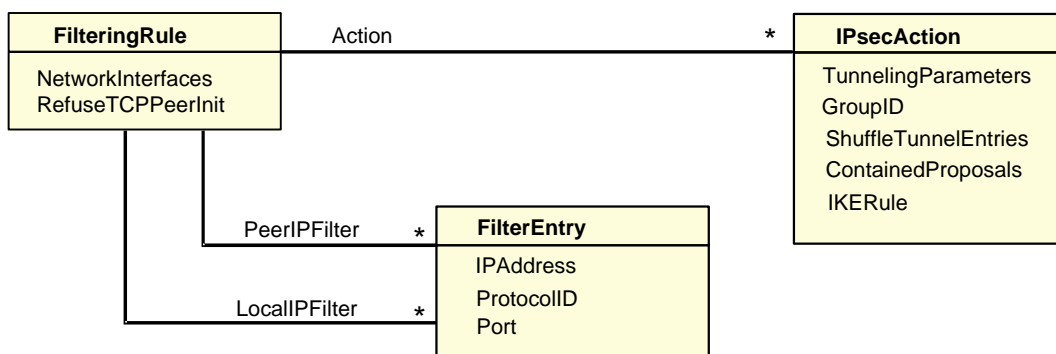 FilteringRule
NetworkInterfaces
RefuseTCPPeerInit
Action
*
IPsecAction
TunnelingParameters
GroupID
ShuffleTunnelEntries
ContainedProposals
IKERule
PeerIPFilter
*
LocalIPFilter
*
FilterEntry
IPAddress
ProtocolID
Port